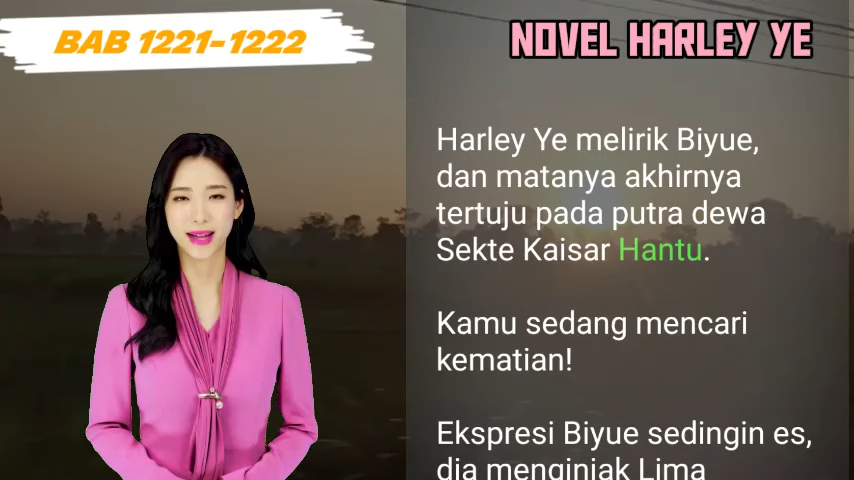 BAB 1221-1222
NOVEL HARLEY YE
Harley Ye melirik Biyue,
dan matanya akhirnya
tertuju pada putra dewa
Sekte Kaisar Hantu.
Kamu sedang mencari
kematian!
Ekspresi Biyue sedingin es,
dia menginjak Lima